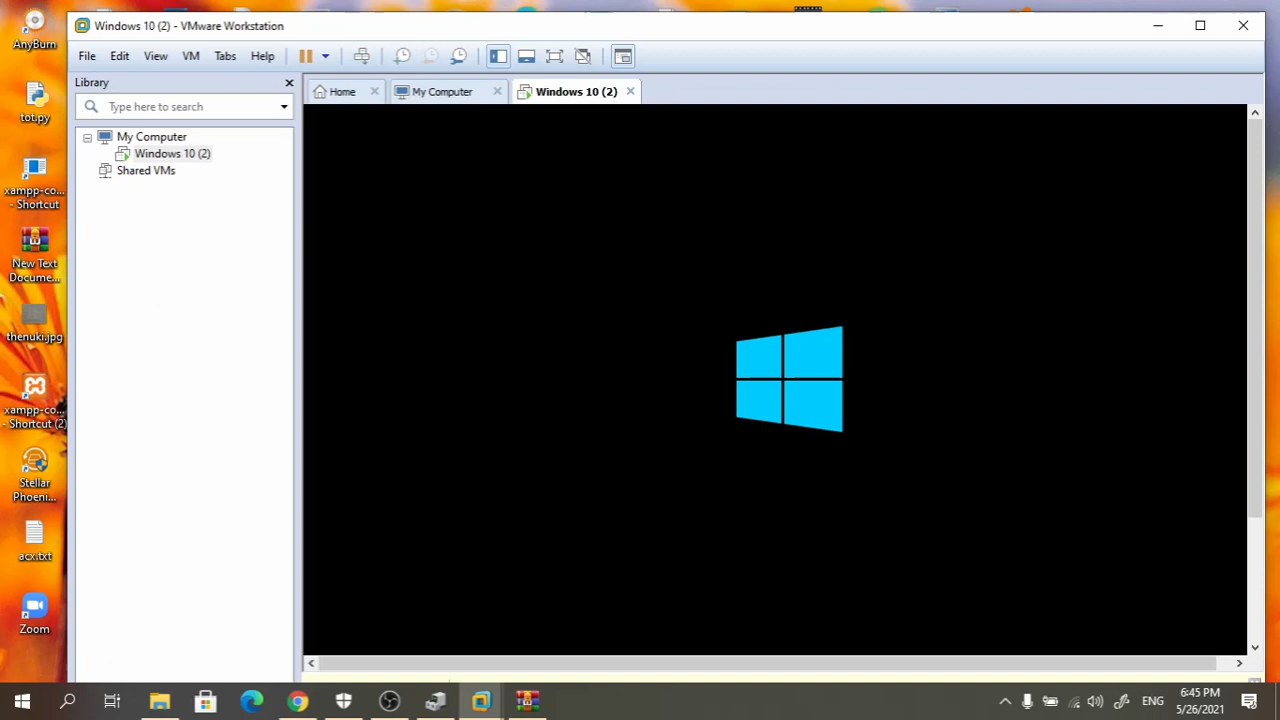 AnyBurn
tot.py
xampp-co...
- Shortcut
New Text
Docume...
thenuki.jpg
xampp-co...
- Shortcut (2)
Stellar
Phoeni...
acx.txt
Zoom
Windows 10 (2) - VMware Workstation
File Edit View VM Tabs Help
Library
Type here to search
My Computer
Windows 10 (2)
Shared VMs
Home My Computer Windows 10 (2)
ENG
6:45 PM
5/26/2021